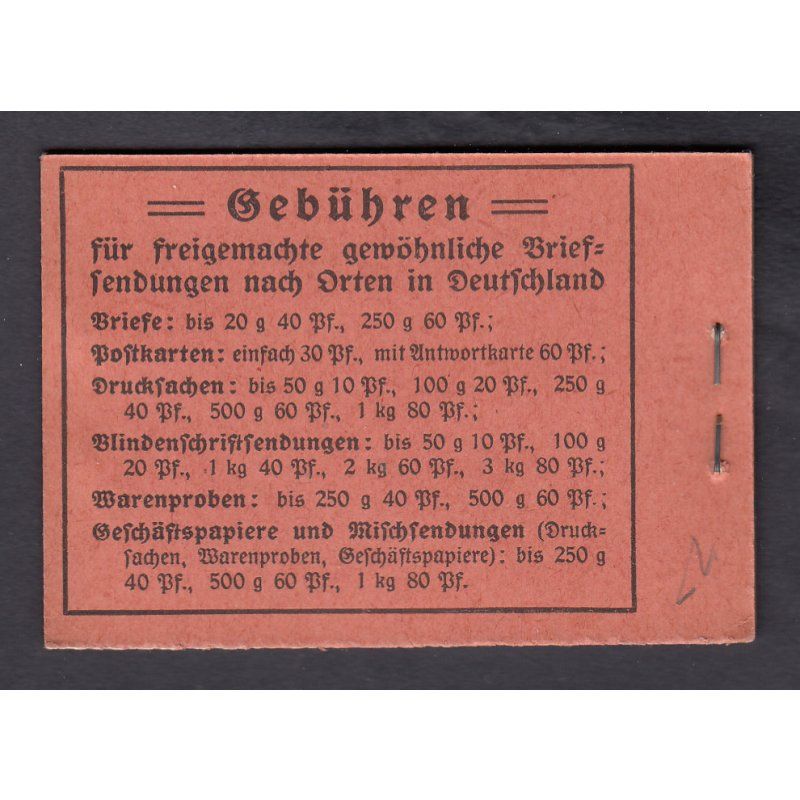 Gebühren
für freigemachte gewöhnliche Brief=
sendungen nach Orten in Deutschland
Briefe: bis 20 g 40 Pf., 250 g 60 Pf.;
Postkarten: einfach 30 Pf., mit Antwortkarte 60 Pf.;
Drucksachen: bis 50 g 10 Pf., 100 g 20 Pf., 250 g
40 Pf., 500 g 60 Pf., 1 kg 80 Pf.;
Blindenschriftsendungen: bis 50 g 10 Pf., 100 g
20 Pf., 1 kg 40 Pf., 2 kg 60 Pf., 3 kg 80 Pf.;
Warenproben: bis 250 g 40 Pf., 500 g 60 Pf.;
Geschäftspapiere und Mischsendungen (Druck=
sachen, Warenproben, Geschäftspapiere): bis 250 g
40 Pf., 500 g 60 Pf., 1 kg 80 Pf.